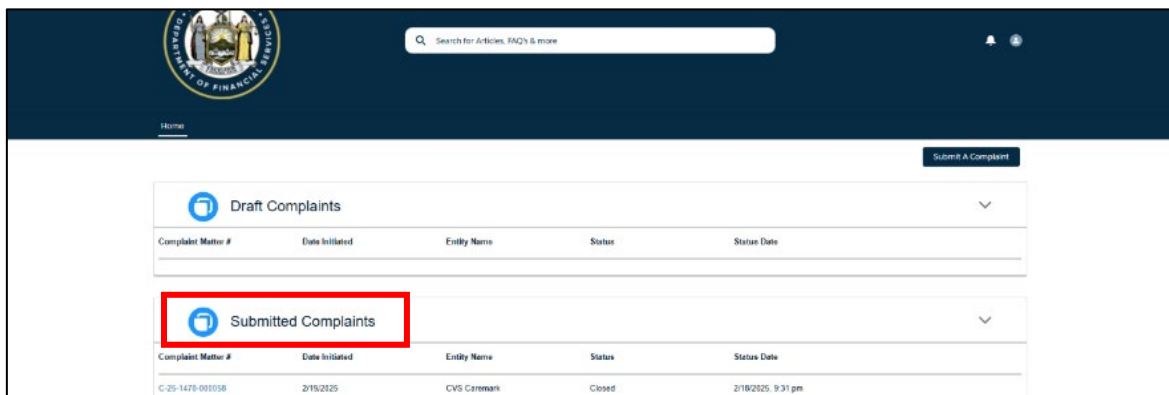 DEPARTMENT OF FINANCIAL SERVICES
Search for Articles, FAQ's & more
Home
Submit A Complaint
Draft Complaints
Complaint Matter # Date Initiated Entity Name Status Status Date
Submitted Complaints
Complaint Matter # Date Initiated Entity Name Status Status Date
C-25-1478-000058 2/15/2025 CVS Caremark Closed 2/18/2025, 9:31 pm